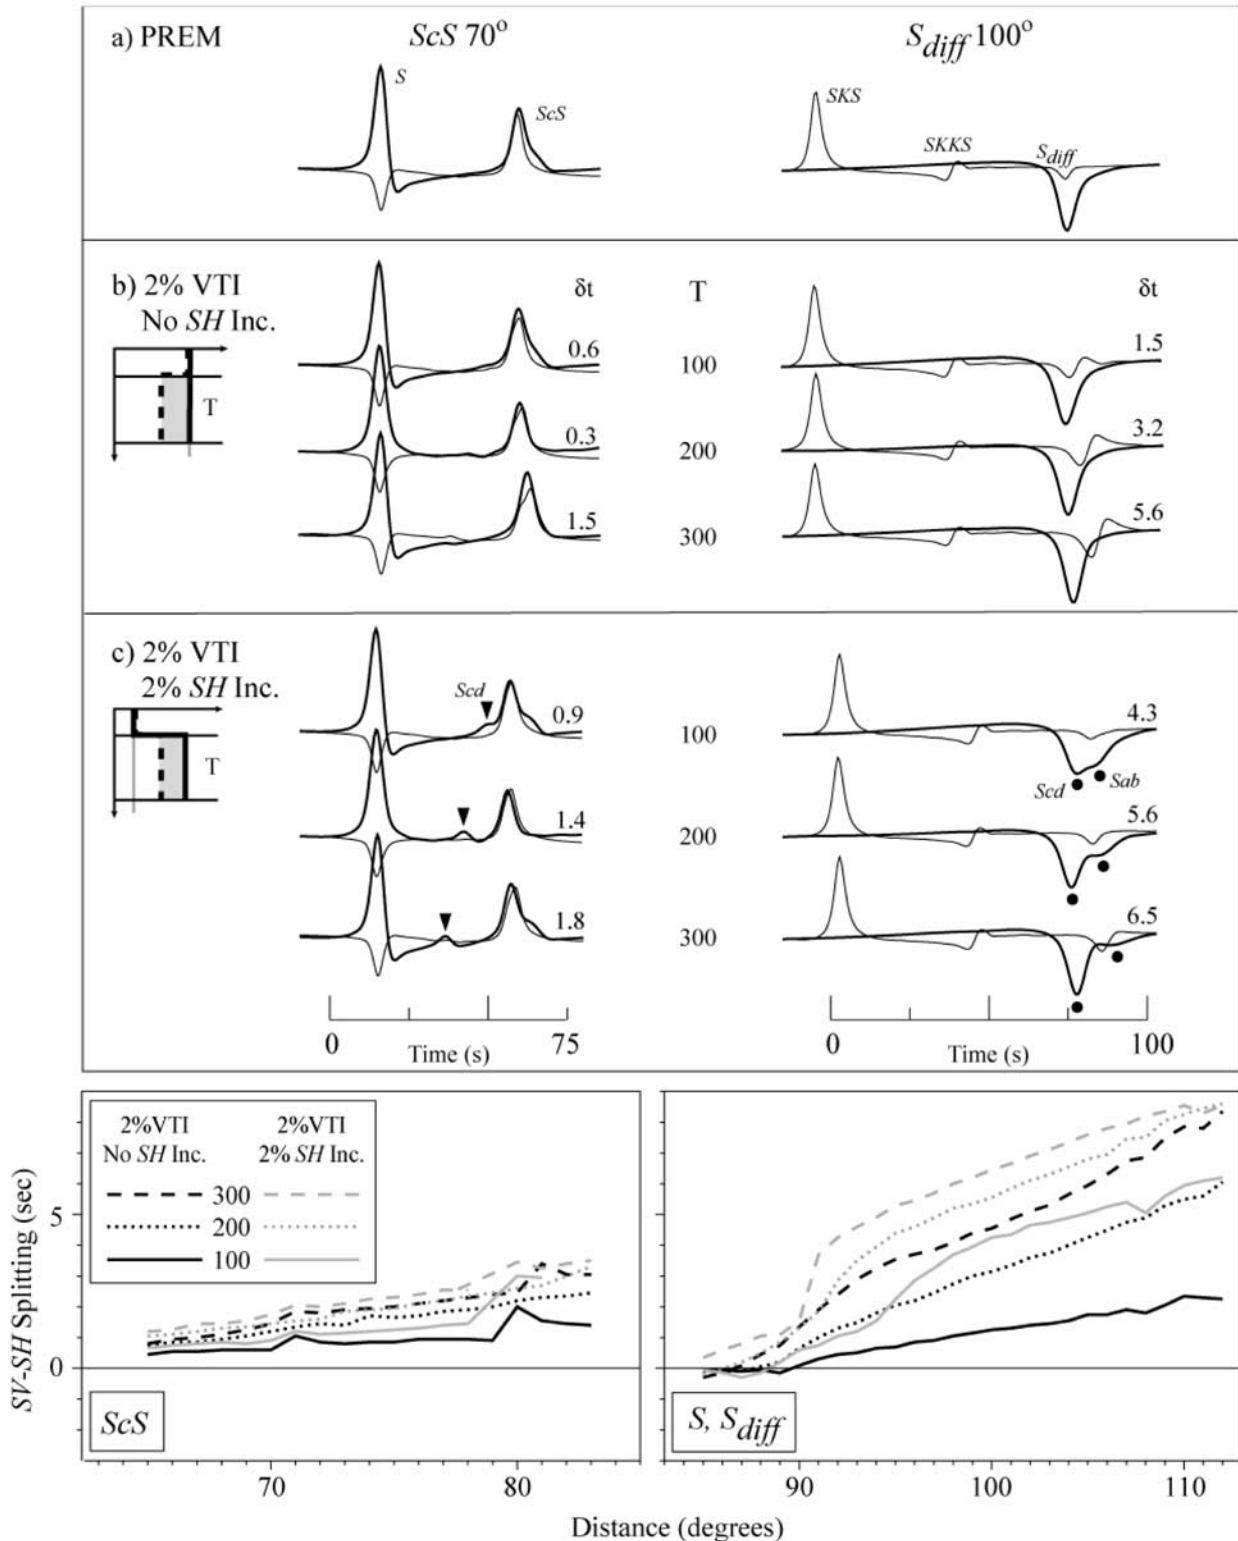 a) PREM
ScS 70°
Sdiff 100°
S
ScS
SKS
SKKS
Sdiff
b) 2% VTI
No SH Inc.
T
δt
T
δt
0.6
100
1.5
0.3
200
3.2
1.5
300
5.6
c) 2% VTI
2% SH Inc.
T
Scd
0.9
100
4.3
Scd
Sab
1.4
200
5.6
1.8
300
6.5
0
Time (s)
75
0
Time (s)
100
2%VTI
No SH Inc.
2%VTI
2% SH Inc.
300
200
100
SV-SH Splitting (sec)
5
0
ScS
S, Sdiff
70
80
90
100
110
Distance (degrees)